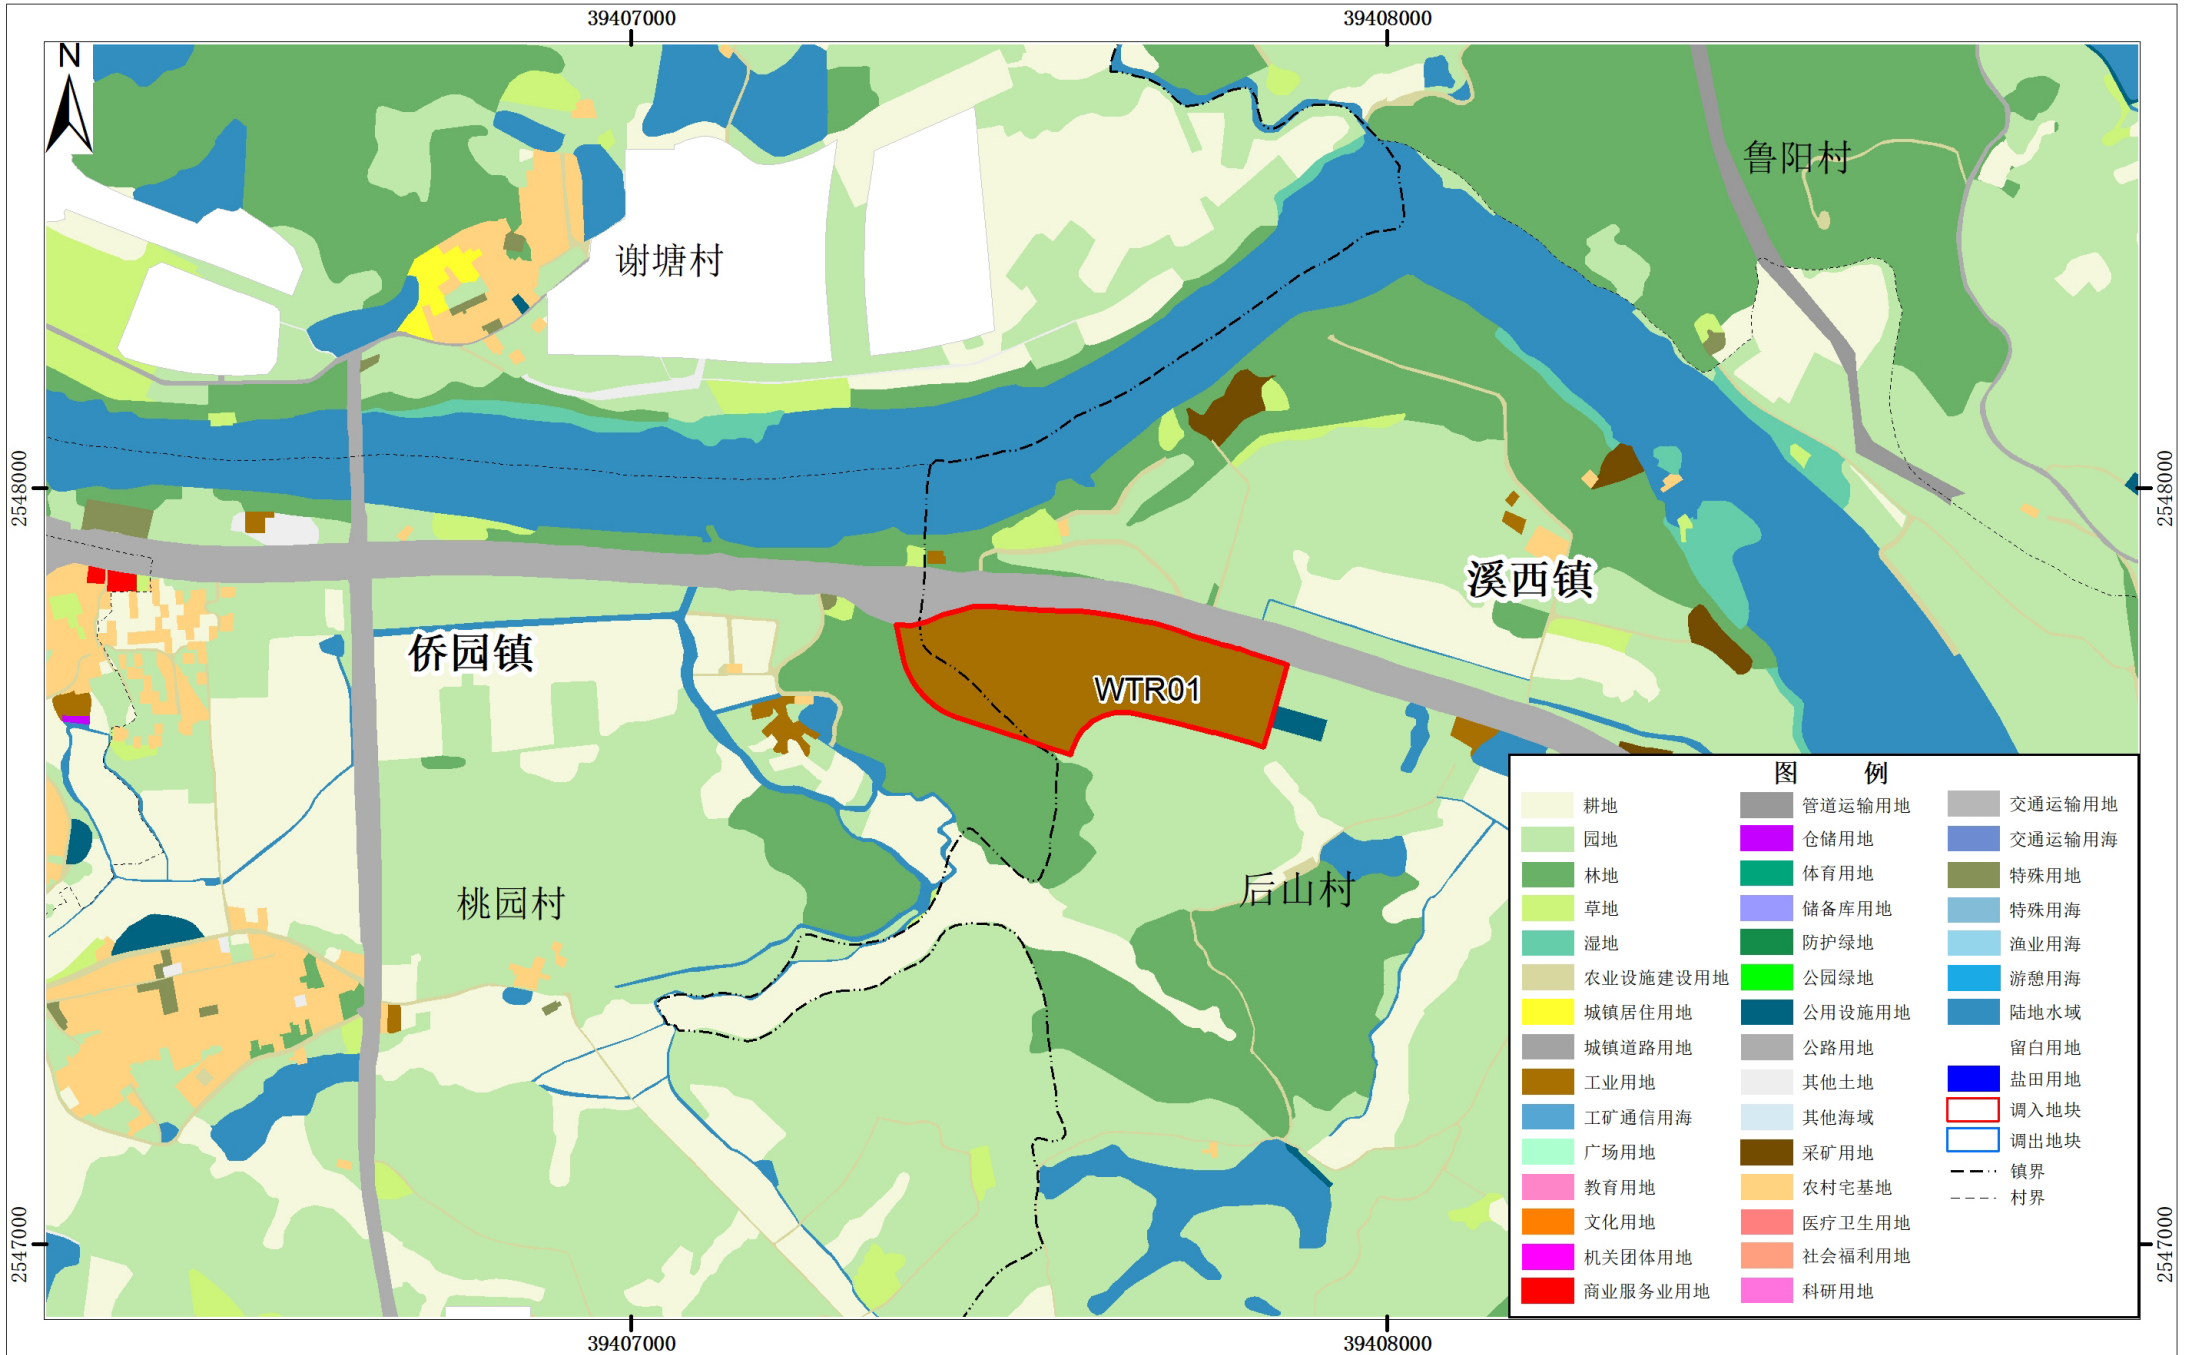 39407000
39408000
N
鲁阳村
谢塘村
2548000
2548000
溪西镇
侨园镇
WTR01
桃园村
后山村
图 例
耕地
园地
林地
草地
湿地
农业设施建设用地
城镇居住用地
城镇道路用地
工业用地
工矿通信用海
广场用地
教育用地
文化用地
机关团体用地
商业服务业用地
管道运输用地
仓储用地
体育用地
储备库用地
防护绿地
公园绿地
公用设施用地
公路用地
其他土地
其他海域
采矿用地
农村宅基地
医疗卫生用地
社会福利用地
科研用地
交通运输用地
交通运输用海
特殊用地
特殊用海
渔业用海
游憩用海
陆地水域
留白用地
盐田用地
调入地块
调出地块
镇界
村界
2547000
2547000
39407000
39408000